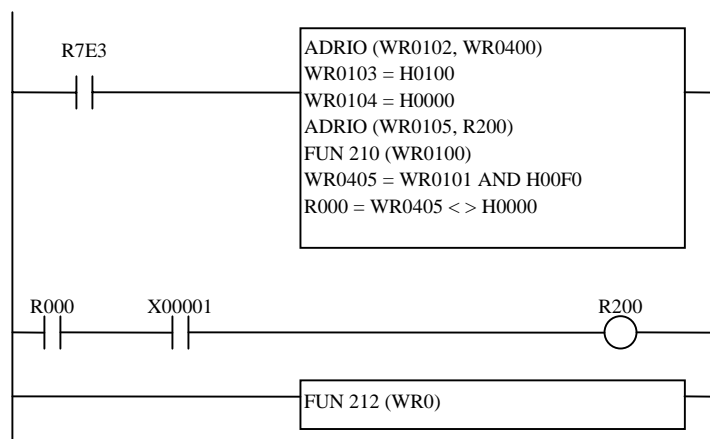 R7E3
ADRIO (WR0102, WR0400)
WR0103 = H0100
WR0104 = H0000
ADRIO (WR0105, R200)
FUN 210 (WR0100)
WR0405 = WR0101 AND H00F0
R000 = WR0405 < > H0000
R000 X00001 R200
FUN 212 (WR0)